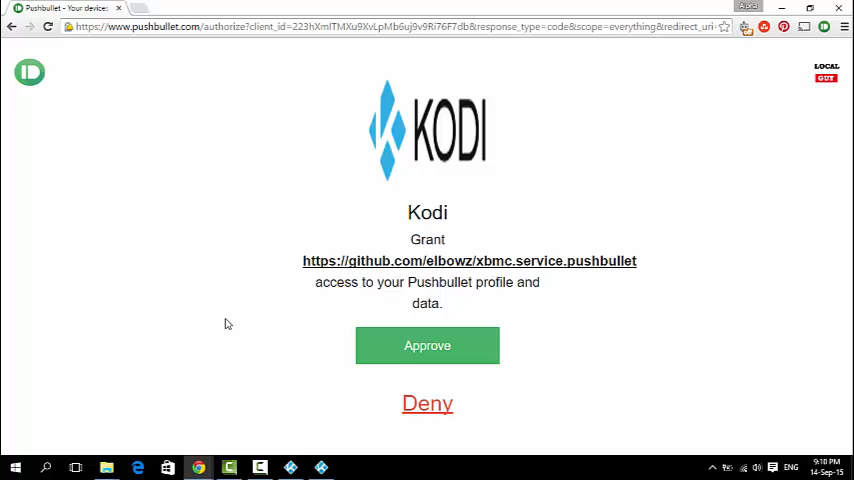 Alpha
Pushbullet - Your devices
https://www.pushbullet.com/authorize?client_id=223hXmlTMXu9XvLpMb6uj9v9Ri76F7db&response_type=code&scope=everything&redirect_uri=
LOCAL
GUY
KODI
Kodi
Grant
https://github.com/elbowz/xbmc.service.pushbullet
access to your Pushbullet profile and
data.
Approve
Deny
ENG
9:10 PM
14-Sep-15